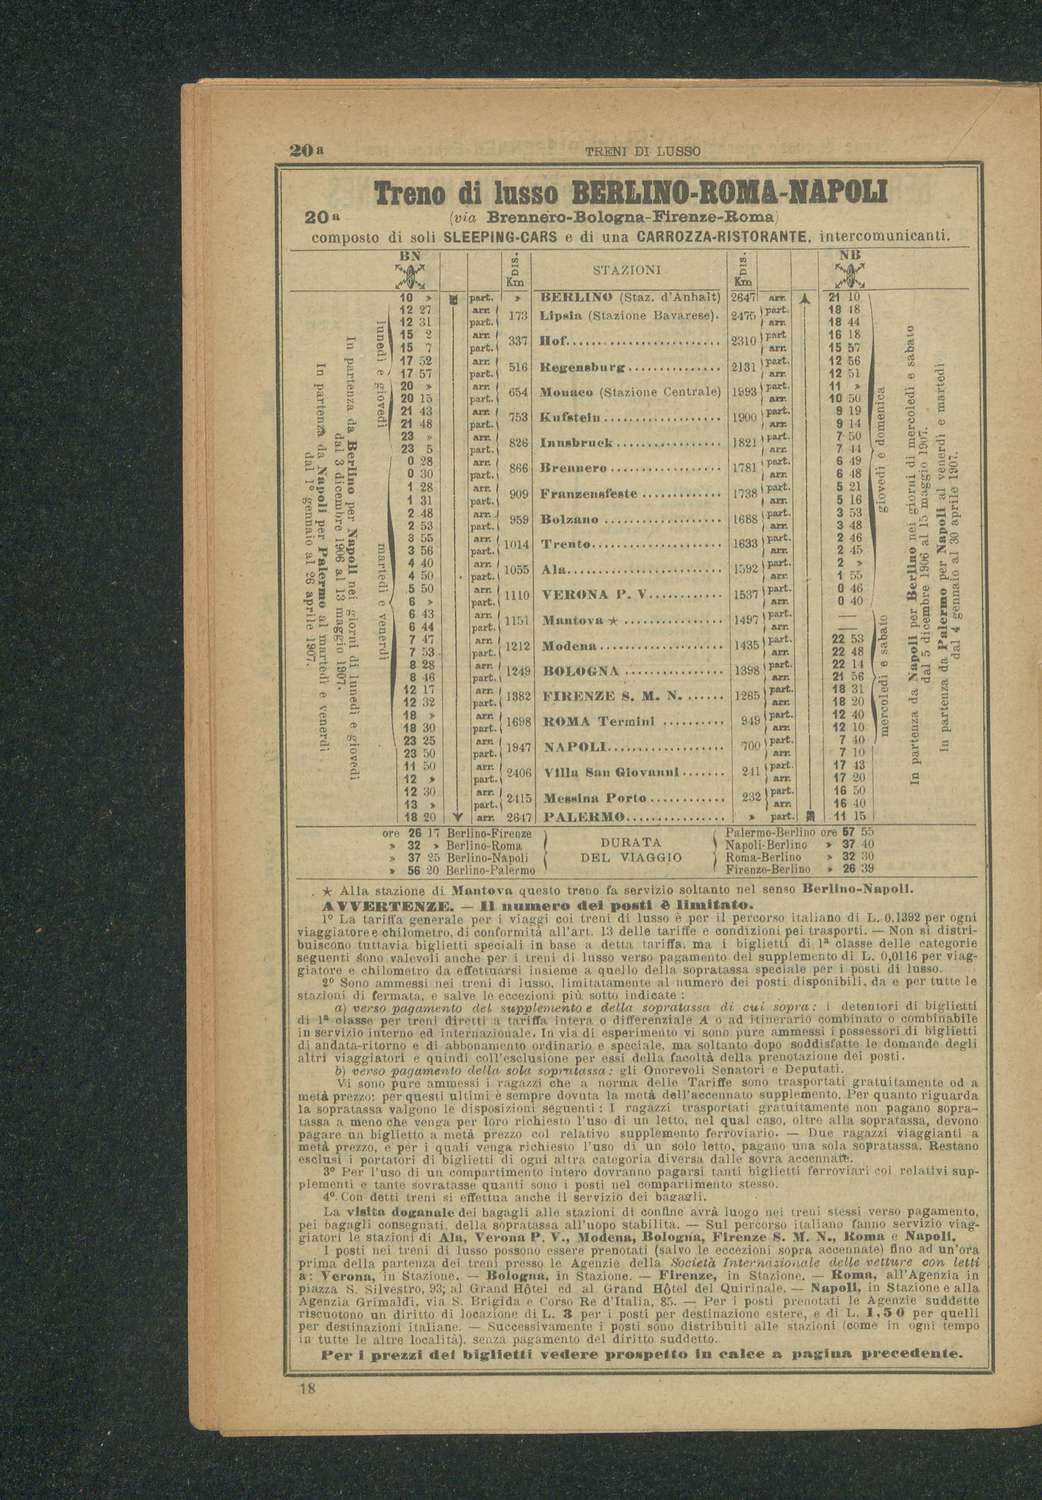 20ª TRENI DI LUSSO
Treno di lusso BERLINO-ROMA-NAPOLI
20ª (via Brennero-Bologna-Firenze-Roma)
composto di soli SLEEPING-CARS e di una CARROZZA-RISTORANTE, intercomunicanti.
BN Dis. Km STAZIONI Dis. Km NB
10 » part. » BERLINO (Staz. d'Anhalt) 2647 arr. 21 10
12 27 arr. 173 Lipsia (Stazione Bavarese). 2475 part. 18 48
12 31 part. arr. 18 44
15 2 arr. 337 Hof 2310 part. 16 18
15 7 part. arr. 15 57
17 52 arr. 516 Regensburg 2131 part. 12 56
17 57 part. arr. 12 51
20 » arr. 654 Monaco (Stazione Centrale) 1993 part. 11 »
20 15 part. arr. 10 50
21 43 arr. 753 Kufstein 1900 part. 9 19
21 48 part. arr. 9 14
23 » arr. 826 Innsbruck 1821 part. 7 50
23 5 part. arr. 7 44
0 28 arr. 866 Brennero 1781 part. 6 49
0 30 part. arr. 6 48
1 28 arr. 909 Franzensfeste 1738 part. 5 21
1 31 part. arr. 5 16
2 48 arr. 959 Bolzano 1688 part. 3 53
2 53 part. arr. 3 48
3 55 arr. 1014 Trento 1633 part. 2 46
3 56 part. arr. 2 45
4 40 arr. 1055 Ala 1592 part. 2 »
4 50 part. arr. 1 55
5 50 arr. 1110 VERONA P. V. 1537 part. 0 46
6 » part. arr. 0 40
6 43 arr. 1151 Mantova ★ 1497 part. —
6 44 part. arr. —
7 47 arr. 1212 Modena 1435 part. 22 53
7 53 part. arr. 22 48
8 28 arr. 1249 BOLOGNA 1398 part. 22 14
8 46 part. arr. 21 56
12 17 arr. 1382 FIRENZE S. M. N. 1265 part. 18 31
12 32 part. arr. 18 20
18 » arr. 1698 ROMA Termini 949 part. 12 40
18 30 part. arr. 12 10
23 25 arr. 1947 NAPOLI 700 part. 7 40
23 50 part. arr. 7 10
11 50 arr. 2406 Villa San Giovanni 241 part. 17 43
12 » part. arr. 17 20
12 30 arr. 2415 Messina Porto 232 part. 16 50
13 » part. arr. 16 40
18 20 arr. 2647 PALERMO » part. 11 15
In partenza da Napoli per Palermo al martedì e venerdì
dal 1º gennaio al 26 aprile 1907.
In partenza da Berlino per Napoli nei giorni di lunedì e giovedì
dal 3 dicembre 1906 al 13 maggio 1907.
lunedì e giovedì
martedì e venerdì
giovedì e domenica
mercoledì e sabato
In partenza da Napoli per Berlino nei giorni di mercoledì e sabato
dal 5 dicembre 1906 al 15 maggio 1907.
In partenza da Palermo per Napoli al venerdì e martedì
dal 4 gennaio al 30 aprile 1907.
ore 26 17 Berlino-Firenze DURATA DEL VIAGGIO Palermo-Berlino ore 57 55
» 32 » Berlino-Roma Napoli-Berlino » 37 40
» 37 25 Berlino-Napoli Roma-Berlino » 32 30
» 56 20 Berlino-Palermo Firenze-Berlino » 26 39
★ Alla stazione di Mantova questo treno fa servizio soltanto nel senso Berlino-Napoli.
AVVERTENZE. — Il numero dei posti è limitato.
1º La tariffa generale per i viaggi coi treni di lusso è per il percorso italiano di L. 0,1392 per ogni
viaggiatore e chilometro, di conformità all'art. 13 delle tariffe e condizioni pei trasporti. — Non si distri-
buiscono tuttavia biglietti speciali in base a detta tariffa, ma i biglietti di 1ª classe delle categorie
seguenti sono valevoli anche per i treni di lusso verso pagamento del supplemento di L. 0,0116 per viag-
giatore e chilometro da effettuarsi insieme a quello della sopratassa speciale per i posti di lusso.
2º Sono ammessi nei treni di lusso, limitatamente al numero dei posti disponibili, da e per tutte le
stazioni di fermata, e salve le eccezioni più sotto indicate :
a) verso pagamento del supplemento e della sopratassa di cui sopra : i detentori di biglietti
di 1ª classe per treni diretti a tariffa intera o differenziale A o ad itinerario combinato o combinabile
in servizio interno ed internazionale. In via di esperimento vi sono pure ammessi i possessori di biglietti
di andata-ritorno e di abbonamento ordinario e speciale, ma soltanto dopo soddisfatte le domande degli
altri viaggiatori e quindi coll'esclusione per essi della facoltà della prenotazione dei posti.
b) verso pagamento della sola sopratassa : gli Onorevoli Senatori e Deputati.
Vi sono pure ammessi i ragazzi che a norma delle Tariffe sono trasportati gratuitamente od a
metà prezzo; per questi ultimi è sempre dovuta la metà dell'accennato supplemento. Per quanto riguarda
la sopratassa valgono le disposizioni seguenti : I ragazzi trasportati gratuitamente non pagano sopra-
tassa a meno che venga per loro richiesto l'uso di un letto, nel qual caso, oltre alla sopratassa, devono
pagare un biglietto a metà prezzo col relativo supplemento ferroviario. — Due ragazzi viaggianti a
metà prezzo, e per i quali venga richiesto l'uso di un solo letto, pagano una sola sopratassa. Restano
esclusi i portatori di biglietti di ogni altra categoria diversa dalle sovra accennate.
3º Per l'uso di un compartimento intero dovranno pagarsi tanti biglietti ferroviari coi relativi sup-
plementi e tante sovratasse quanti sono i posti nel compartimento stesso.
4º. Con detti treni si effettua anche il servizio dei bagagli.
La visita doganale dei bagagli alle stazioni di confine avrà luogo nei treni stessi verso pagamento,
pei bagagli consegnati, della sopratassa all'uopo stabilita. — Sul percorso italiano fanno servizio viag-
giatori le stazioni di Ala, Verona P. V., Modena, Bologna, Firenze S. M. N., Roma e Napoli.
I posti nei treni di lusso possono essere prenotati (salvo le eccezioni sopra accennate) fino ad un'ora
prima della partenza dei treni presso le Agenzie della Società Internazionale delle vetture con letti
a : Verona, in Stazione. — Bologna, in Stazione. — Firenze, in Stazione. — Roma, all'Agenzia in
piazza S. Silvestro, 93; al Grand Hôtel ed al Grand Hôtel del Quirinale. — Napoli, in Stazione e alla
Agenzia Grimaldi, via S. Brigida e Corso Re d'Italia, 85. — Per i posti prenotati le Agenzie suddette
riscuotono un diritto di locazione di L. 3 per i posti per destinazione estere, e di L. 1,50 per quelli
per destinazioni italiane. — Successivamente i posti sono distribuiti alle stazioni (come in ogni tempo
in tutte le altre località), senza pagamento del diritto suddetto.
Per i prezzi dei biglietti vedere prospetto in calce a pagina precedente.
18